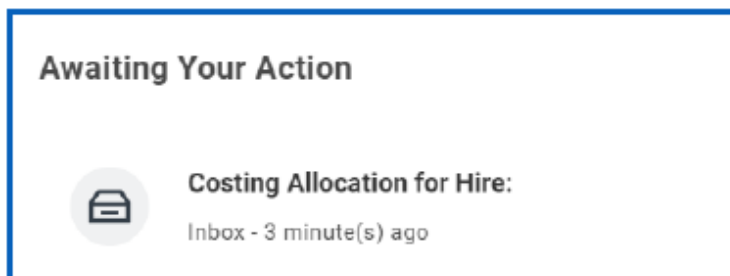 Awaiting Your Action
Costing Allocation for Hire:
Inbox - 3 minute(s) ago